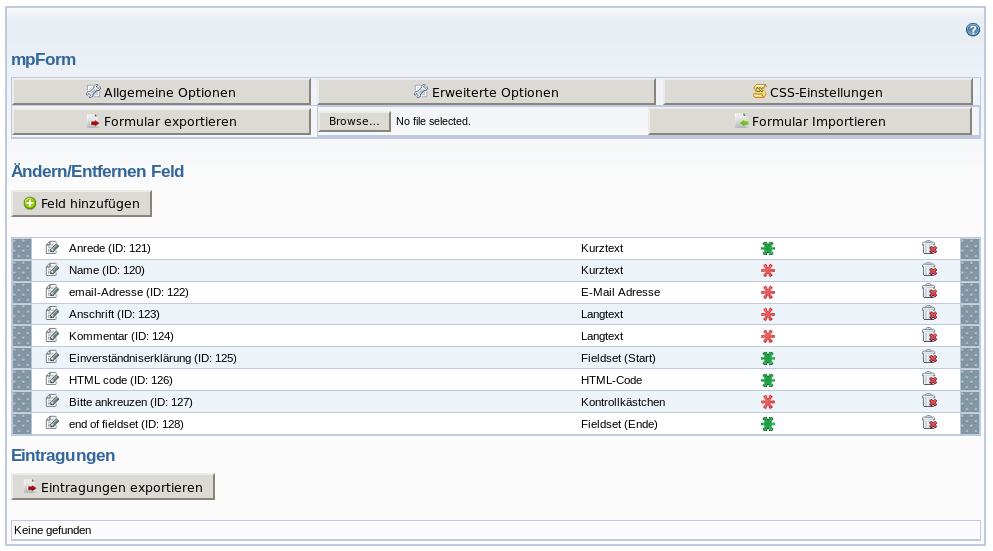 mpForm
Allgemeine Optionen Erweiterte Optionen CSS-Einstellungen
Formular exportieren Browse... No file selected. Formular Importieren
Ändern/Entfernen Feld
Feld hinzufügen
Anrede (ID: 121) Kurztext
Name (ID: 120) Kurztext
email-Adresse (ID: 122) E-Mail Adresse
Anschrift (ID: 123) Langtext
Kommentar (ID: 124) Langtext
Einverständniserklärung (ID: 125) Fieldset (Start)
HTML code (ID: 126) HTML-Code
Bitte ankreuzen (ID: 127) Kontrollkästchen
end of fieldset (ID: 128) Fieldset (Ende)
Eintragungen
Eintragungen exportieren
Keine gefunden